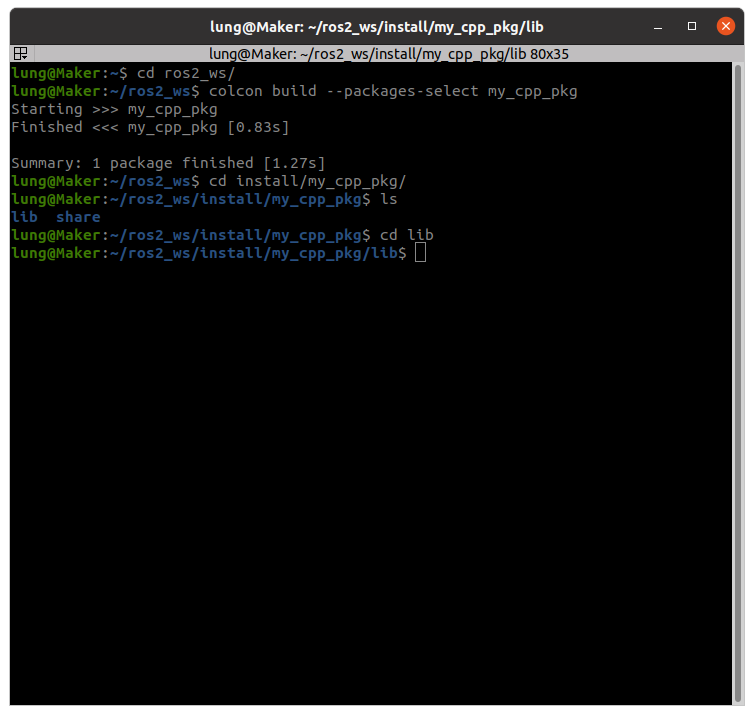 lung@Maker: ~/ros2_ws/install/my_cpp_pkg/lib
lung@Maker: ~/ros2_ws/install/my_cpp_pkg/lib 80x35
lung@Maker:~$ cd ros2_ws/
lung@Maker:~/ros2_ws$ colcon build --packages-select my_cpp_pkg
Starting >>> my_cpp_pkg
Finished <<< my_cpp_pkg [0.83s]
Summary: 1 package finished [1.27s]
lung@Maker:~/ros2_ws$ cd install/my_cpp_pkg/
lung@Maker:~/ros2_ws/install/my_cpp_pkg$ ls
lib  share
lung@Maker:~/ros2_ws/install/my_cpp_pkg$ cd lib
lung@Maker:~/ros2_ws/install/my_cpp_pkg/lib$